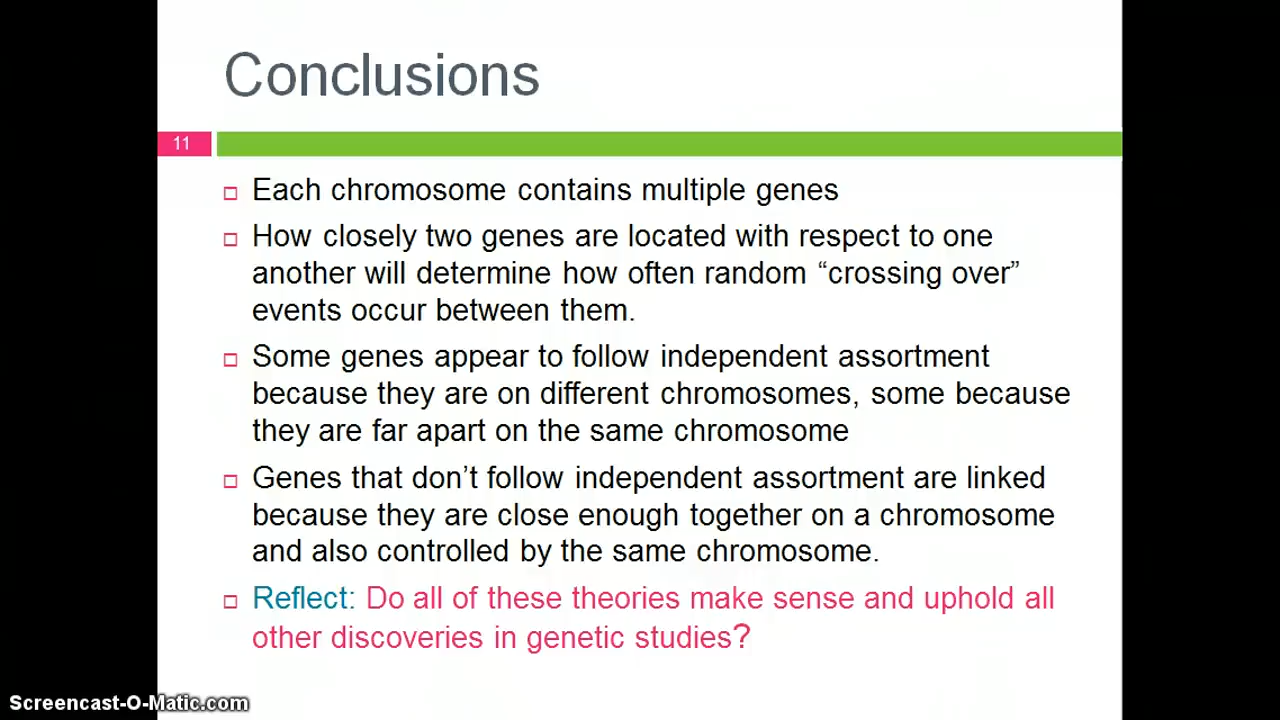 Conclusions
11
Each chromosome contains multiple genes
How closely two genes are located with respect to one
another will determine how often random “crossing over”
events occur between them.
Some genes appear to follow independent assortment
because they are on different chromosomes, some because
they are far apart on the same chromosome
Genes that don’t follow independent assortment are linked
because they are close enough together on a chromosome
and also controlled by the same chromosome.
Reflect: Do all of these theories make sense and uphold all
other discoveries in genetic studies?
Screencast-O-Matic.com